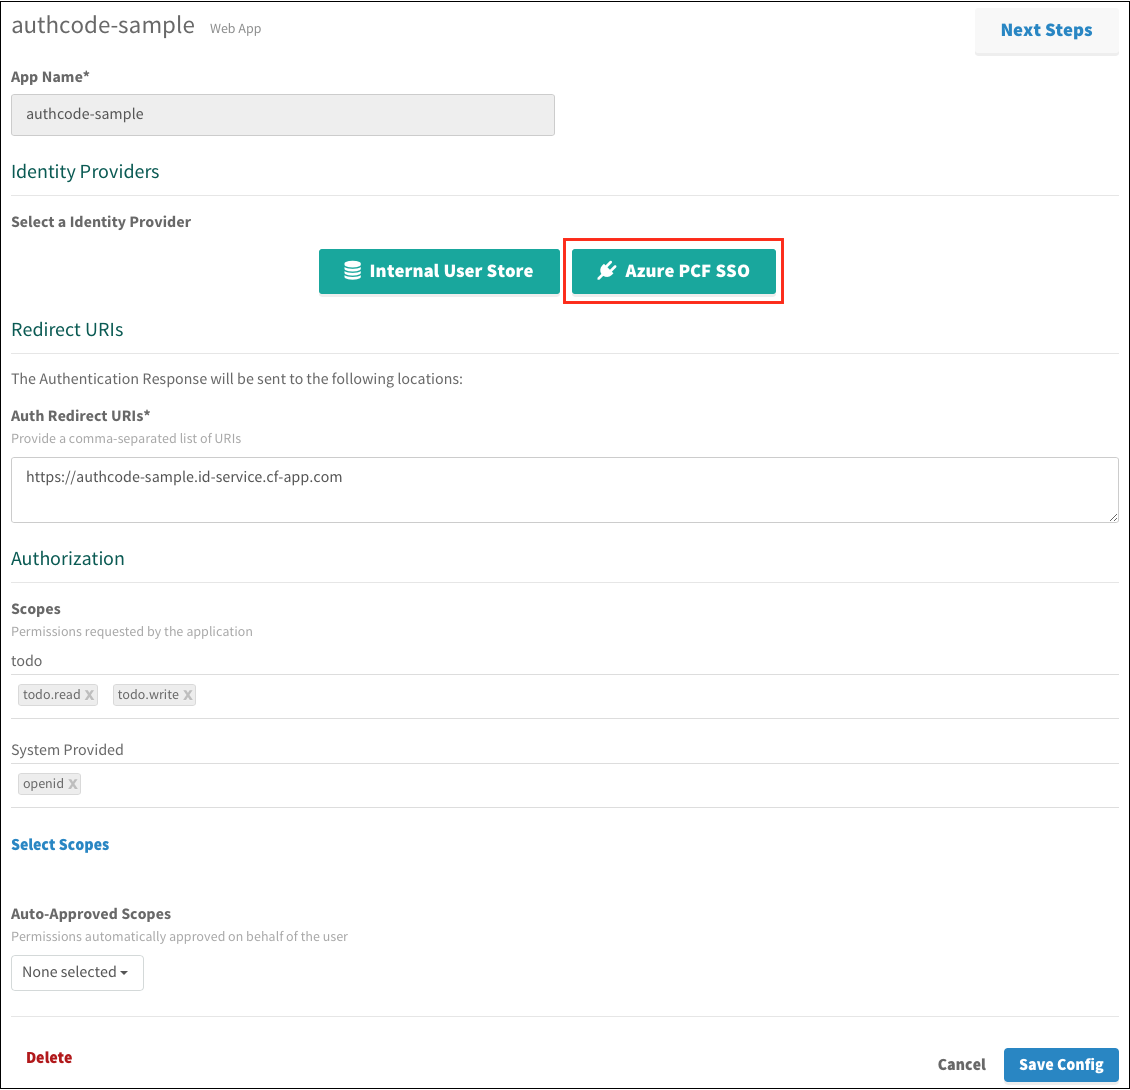 authcode-sample Web App
Next Steps
App Name*
authcode-sample
Identity Providers
Select a Identity Provider
Internal User Store
Azure PCF SSO
Redirect URIs
The Authentication Response will be sent to the following locations:
Auth Redirect URIs*
Provide a comma-separated list of URIs
https://authcode-sample.id-service.cf-app.com
Authorization
Scopes
Permissions requested by the application
todo
todo.read X todo.write X
System Provided
openid X
Select Scopes
Auto-Approved Scopes
Permissions automatically approved on behalf of the user
None selected
Delete
Cancel
Save Config